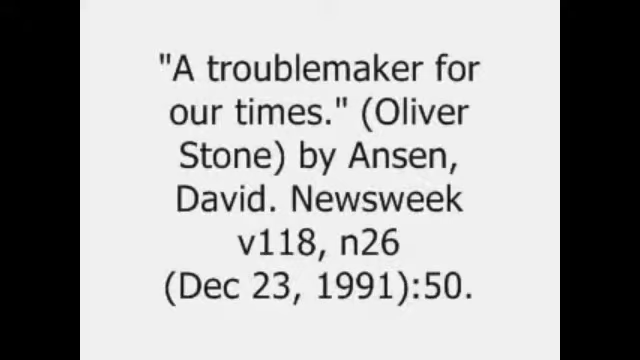 "A troublemaker for
our times." (Oliver
Stone) by Ansen,
David. Newsweek
v118, n26
(Dec 23, 1991):50.